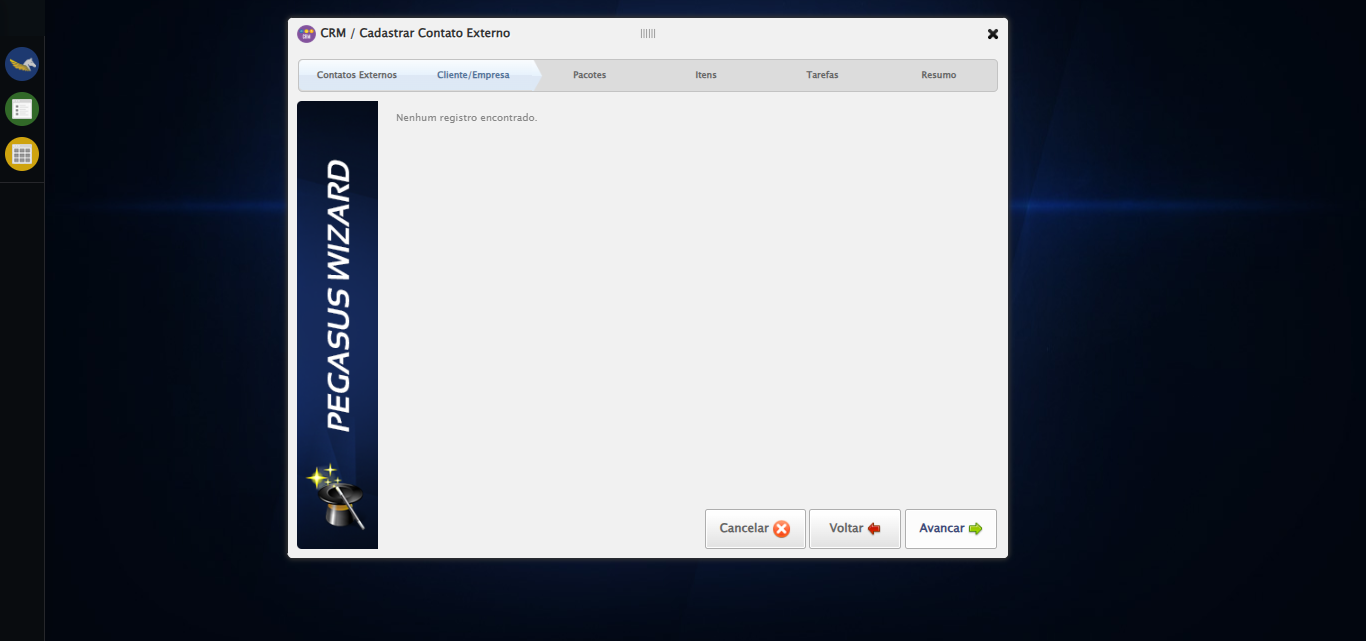 CRM / Cadastrar Contato Externo
Contatos Externos Cliente/Empresa Pacotes Itens Tarefas Resumo
Nenhum registro encontrado.
PEGASUS WIZARD
Cancelar Voltar Avancar